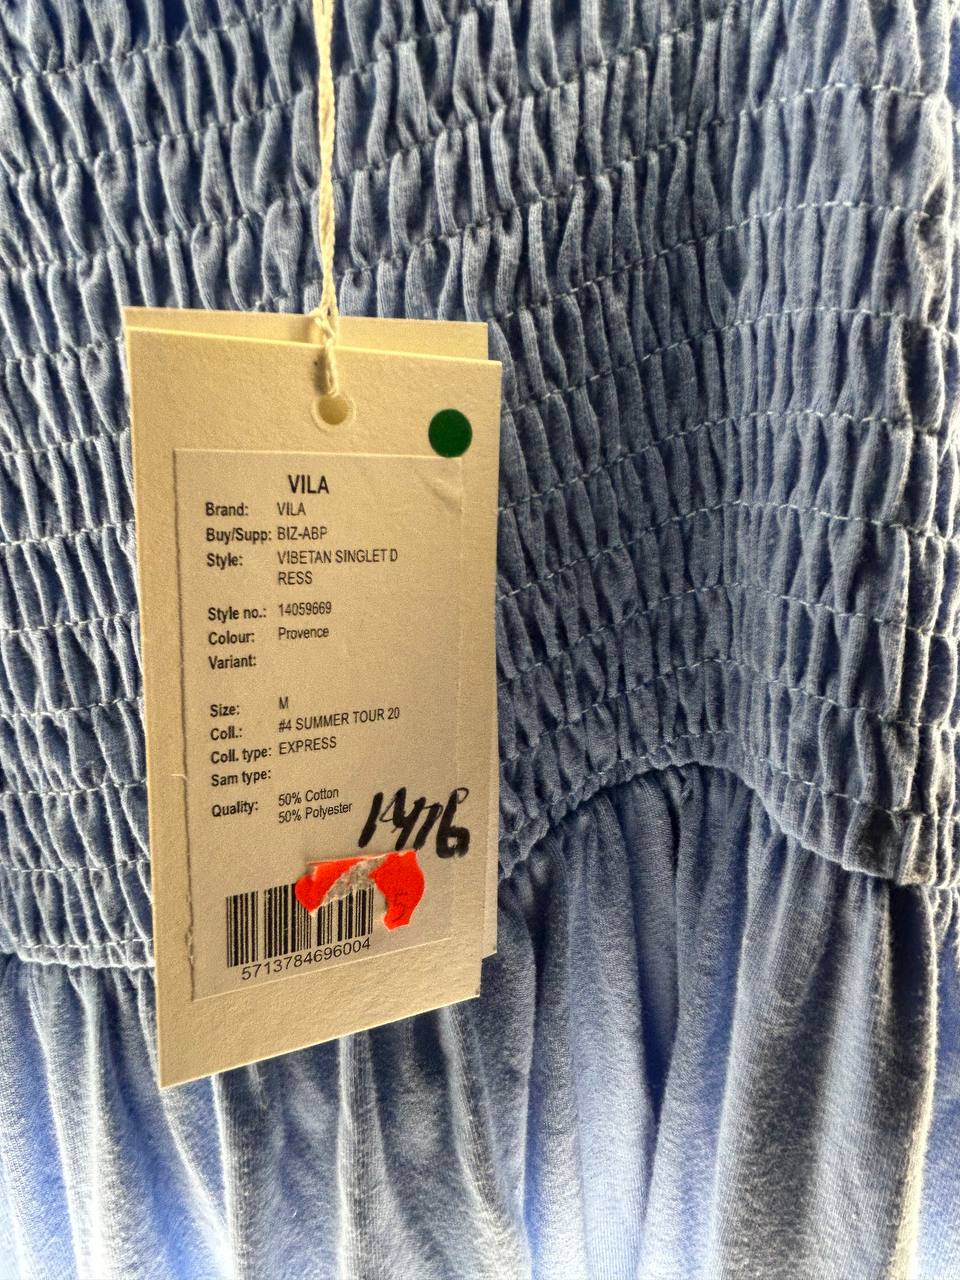 VILA
Brand: VILA
Buy/Supp: BIZ-ABP
Style: VIBETAN SINGLET D
RESS
Style no.: 14059669
Colour: Provence
Variant:
Size: M
Coll.: #4 SUMMER TOUR 20
Coll. type: EXPRESS
Sam type:
Quality: 50% Cotton
50% Polyester
5
5713784696004